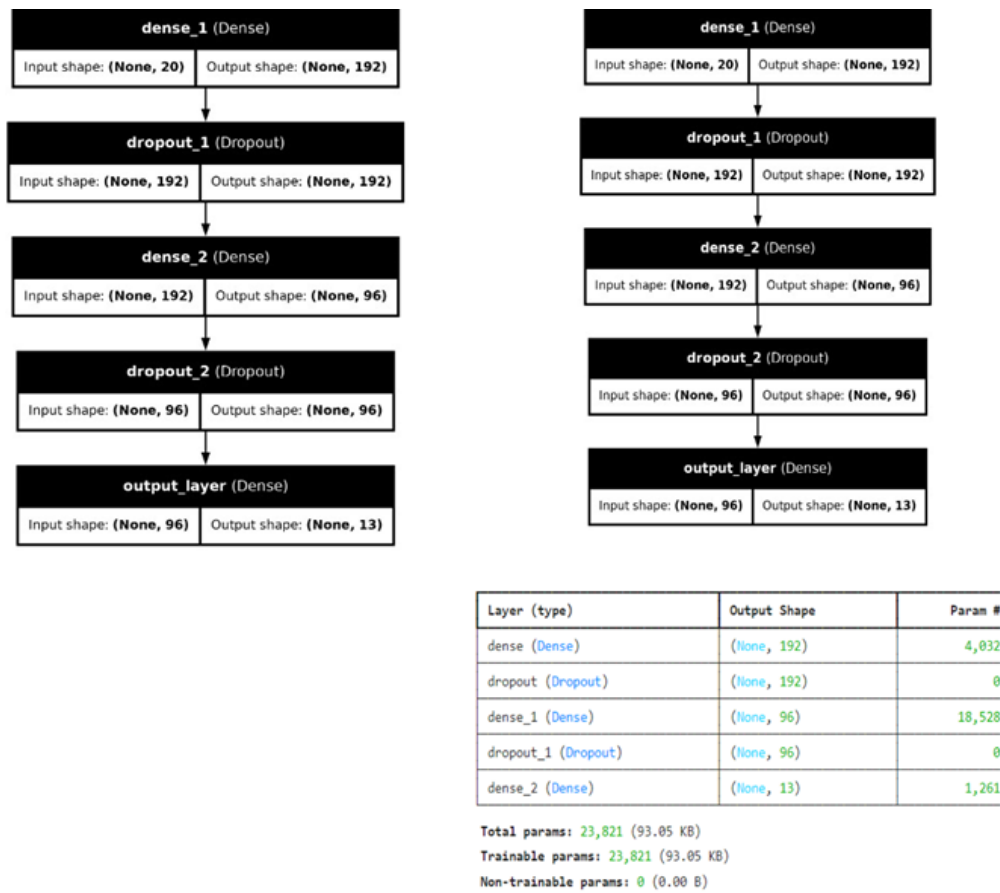 dense_1 (Dense)
Input shape: (None, 20) Output shape: (None, 192)
dropout_1 (Dropout)
Input shape: (None, 192) Output shape: (None, 192)
dense_2 (Dense)
Input shape: (None, 192) Output shape: (None, 96)
dropout_2 (Dropout)
Input shape: (None, 96) Output shape: (None, 96)
output_layer (Dense)
Input shape: (None, 96) Output shape: (None, 13)
dense_1 (Dense)
Input shape: (None, 20) Output shape: (None, 192)
dropout_1 (Dropout)
Input shape: (None, 192) Output shape: (None, 192)
dense_2 (Dense)
Input shape: (None, 192) Output shape: (None, 96)
dropout_2 (Dropout)
Input shape: (None, 96) Output shape: (None, 96)
output_layer (Dense)
Input shape: (None, 96) Output shape: (None, 13)
Layer (type) Output Shape Param #
dense (Dense) (None, 192) 4,032
dropout (Dropout) (None, 192) 0
dense_1 (Dense) (None, 96) 18,528
dropout_1 (Dropout) (None, 96) 0
dense_2 (Dense) (None, 13) 1,261
Total params: 23,821 (93.05 KB)
Trainable params: 23,821 (93.05 KB)
Non-trainable params: 0 (0.00 B)